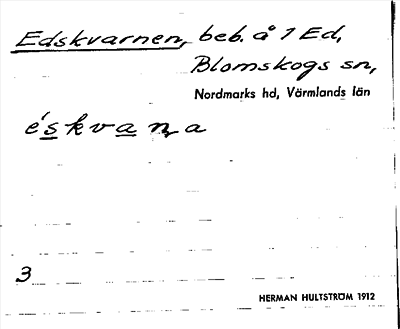 Edskvarnen, beb. å 1 Ed,
Blomskogs sn,
Nordmarks hd, Värmlands län
éskvana
3
HERMAN HULTSTRÖM 1912